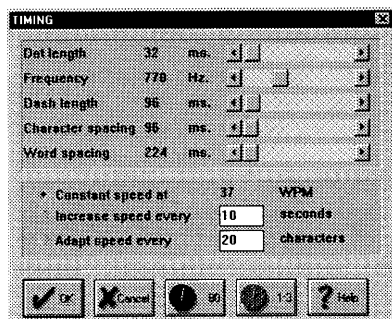 TIMING
Dot length 32 ms.
Frequency 770 Hz.
Dash length 96 ms.
Character spacing 96 ms.
Word spacing 224 ms.
Constant speed at 37 WPM
Increase speed every 10 seconds
Adapt speed every 20 characters
OK Cancel 90 1:3 ? Help